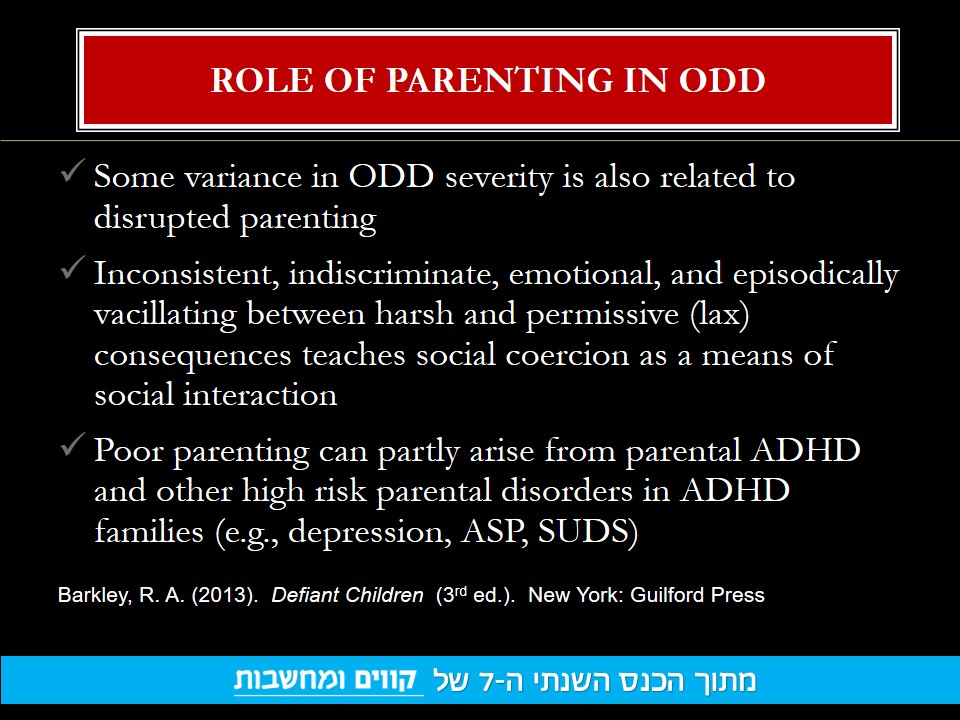 ROLE OF PARENTING IN ODD
✓ Some variance in ODD severity is also related to
disrupted parenting
✓ Inconsistent, indiscriminate, emotional, and episodically
vacillating between harsh and permissive (lax)
consequences teaches social coercion as a means of
social interaction
✓ Poor parenting can partly arise from parental ADHD
and other high risk parental disorders in ADHD
families (e.g., depression, ASP, SUDS)
Barkley, R. A. (2013). Defiant Children (3rd ed.). New York: Guilford Press
מתוך הכנס השנתי ה-7 של קווים ומחשבות